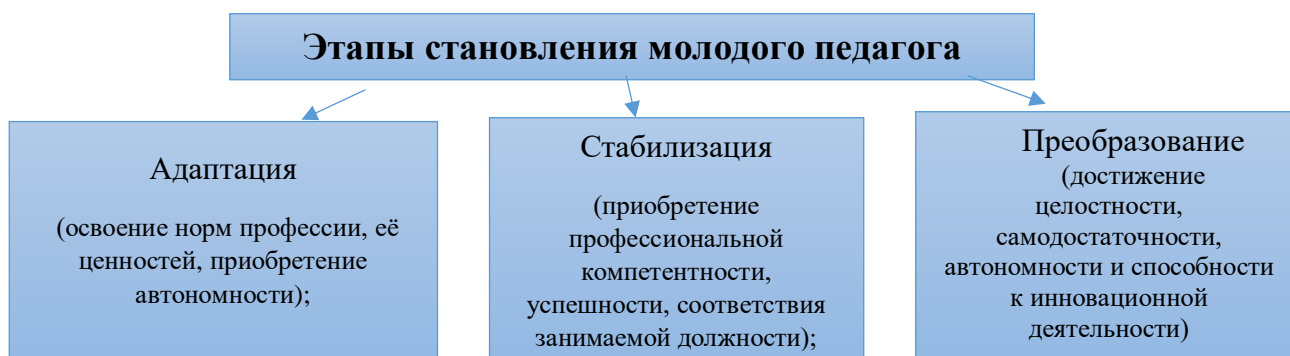 Этапы становления молодого педагога
Адаптация
(освоение норм профессии, её
ценностей, приобретение
автономности);
Стабилизация
(приобретение
профессиональной
компетентности,
успешности, соответствия
занимаемой должности);
Преобразование
(достижение
целостности,
самодостаточности,
автономности и способности
к инновационной
деятельности)